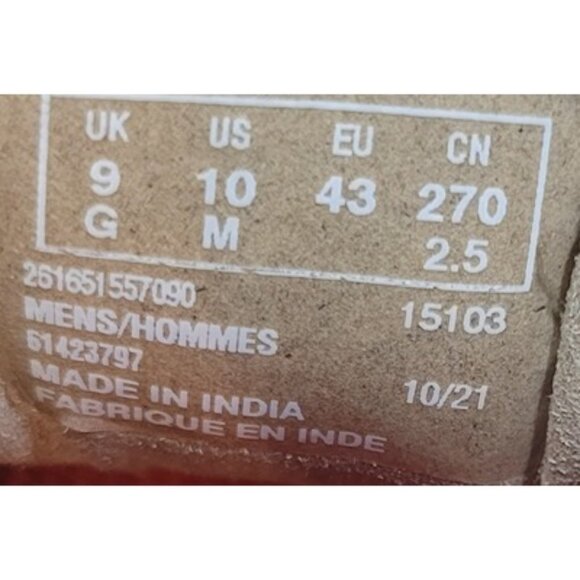 UK US EU CN
9 10 43 270
G M 2.5
261651557090 15103
MENS/HOMMES
61423797 10/21
MADE IN INDIA
FABRIQUE EN INDE